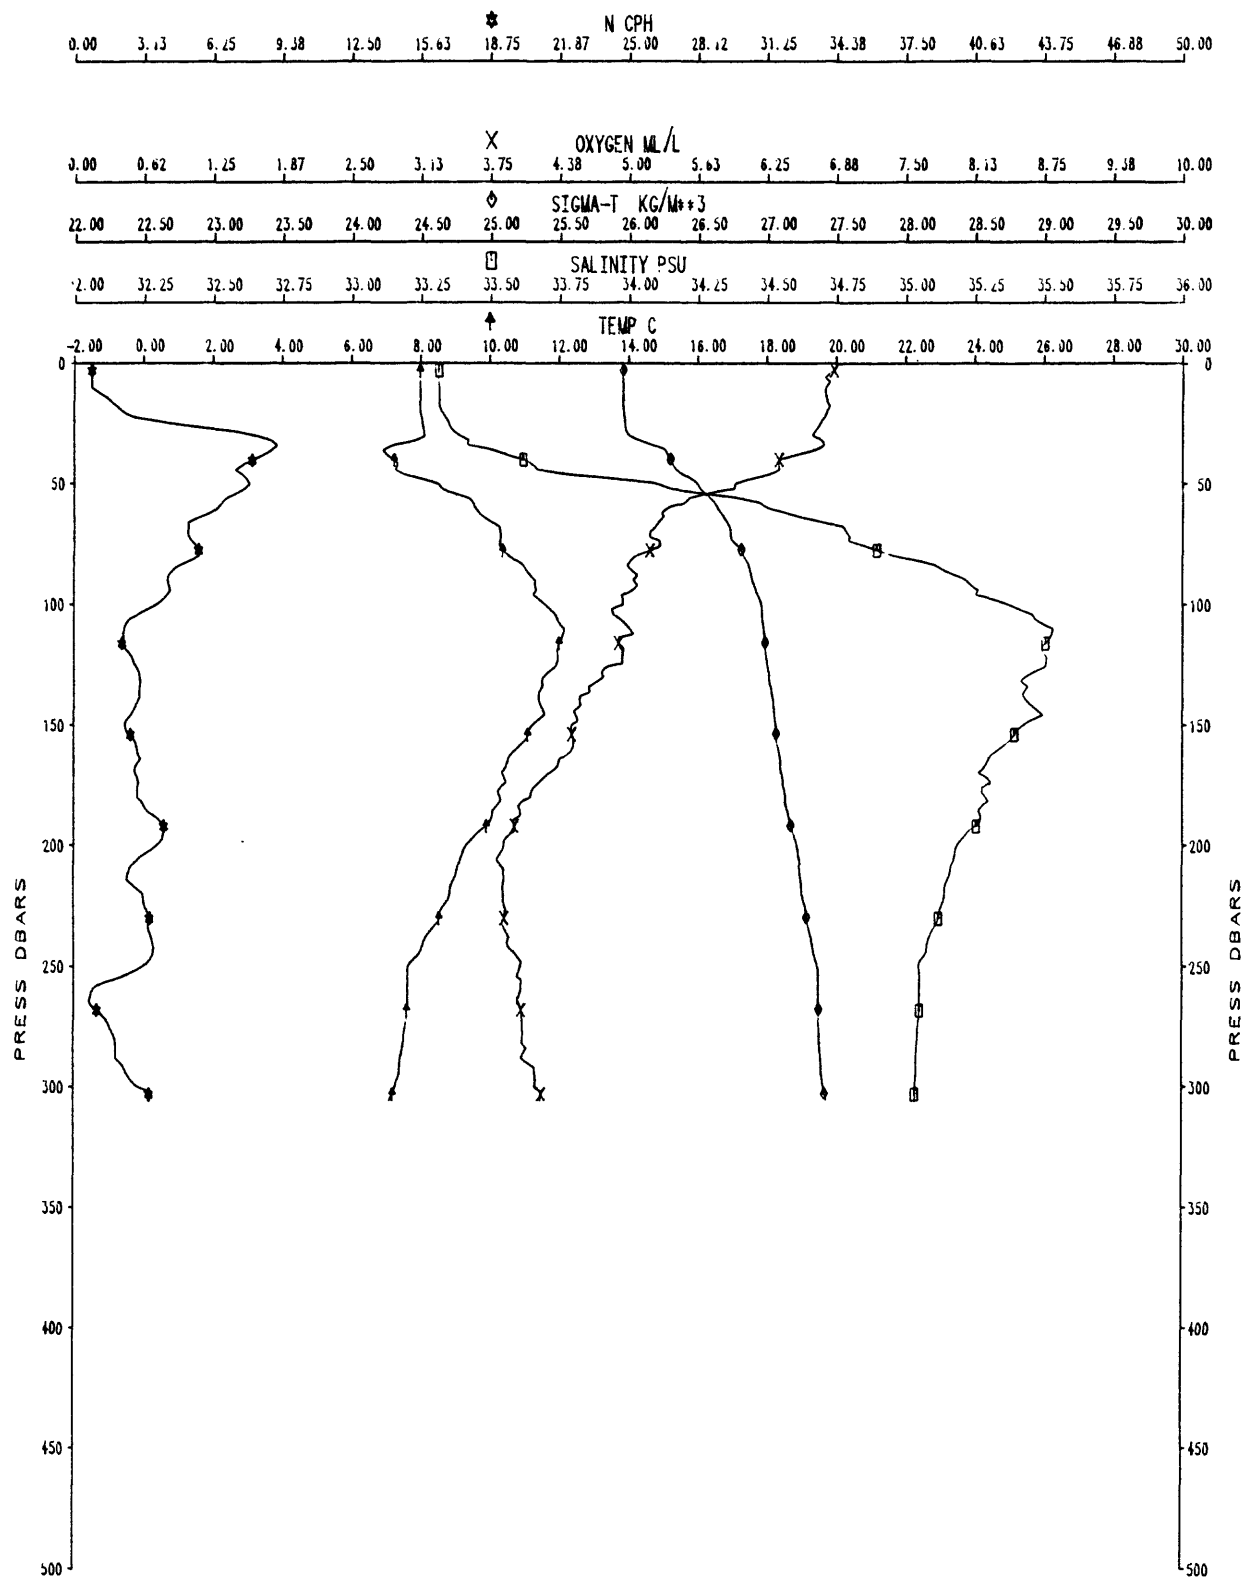 N CPH
0.00 3.13 6.25 9.38 12.50 15.63 18.75 21.87 25.00 28.12 31.25 34.38 37.50 40.63 43.75 46.88 50.00
OXYGEN ML/L
0.00 0.62 1.25 1.87 2.50 3.13 3.75 4.38 5.00 5.63 6.25 6.88 7.50 8.13 8.75 9.38 10.00
SIGMA-T KG/M**3
22.00 22.50 23.00 23.50 24.00 24.50 25.00 25.50 26.00 26.50 27.00 27.50 28.00 28.50 29.00 29.50 30.00
SALINITY PSU
32.00 32.25 32.50 32.75 33.00 33.25 33.50 33.75 34.00 34.25 34.50 34.75 35.00 35.25 35.50 35.75 36.00
TEMP C
-2.00 0.00 2.00 4.00 6.00 8.00 10.00 12.00 14.00 16.00 18.00 20.00 22.00 24.00 26.00 28.00 30.00
0 0
50 50
100 100
150 150
200 200
PRESS DBARS PRESS DBARS
250 250
300 300
350 350
400 400
450 450
500 500